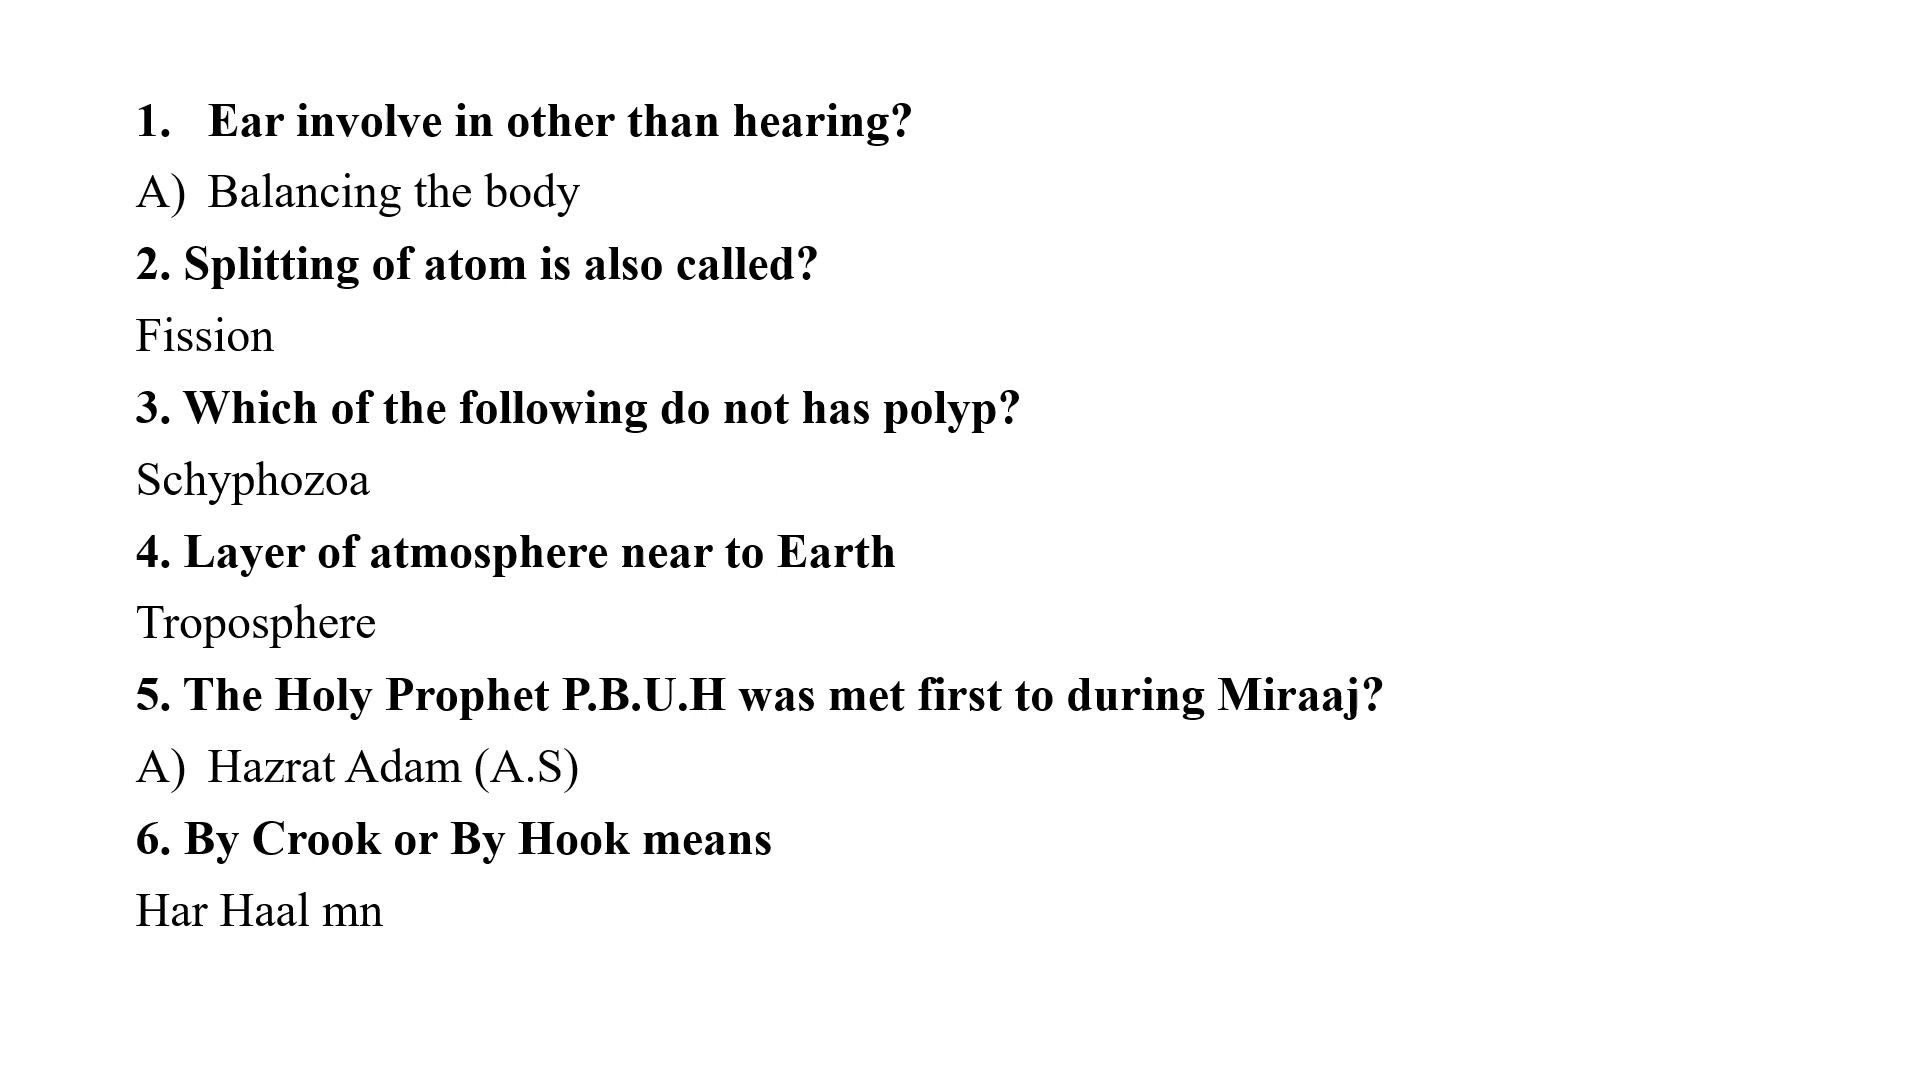 1. Ear involve in other than hearing?
A) Balancing the body
2. Splitting of atom is also called?
Fission
3. Which of the following do not has polyp?
Schyphozoa
4. Layer of atmosphere near to Earth
Troposphere
5. The Holy Prophet P.B.U.H was met first to during Miraaj?
A) Hazrat Adam (A.S)
6. By Crook or By Hook means
Har Haal mn